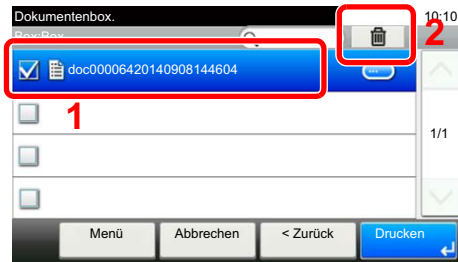 Dokumentenbox. 10:10
Box:Box 2
doc00006420140908144604
1
1/1
Menü Abbrechen < Zurück Drucken